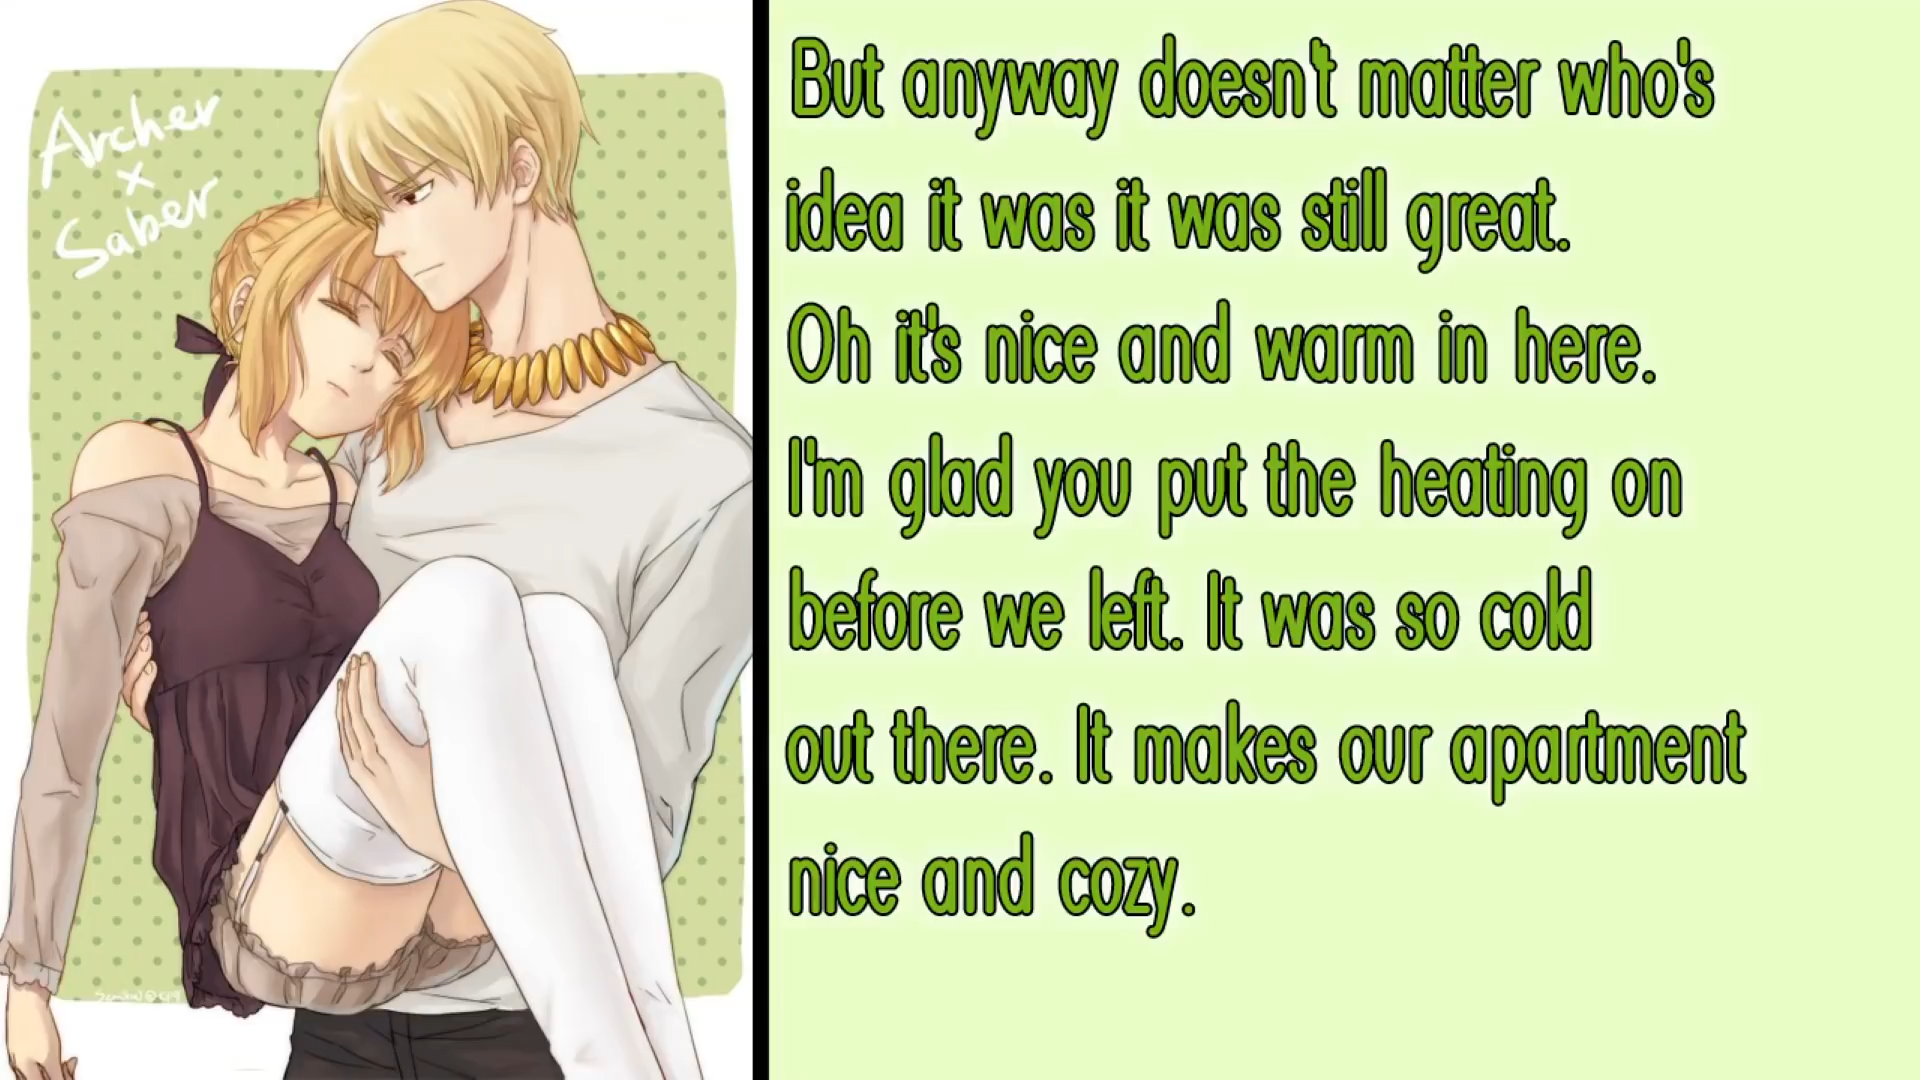 Archer
x
Saber
But anyway doesn't matter who's
idea it was it was still great.
Oh it's nice and warm in here.
I'm glad you put the heating on
before we left. It was so cold
out there. It makes our apartment
nice and cozy.